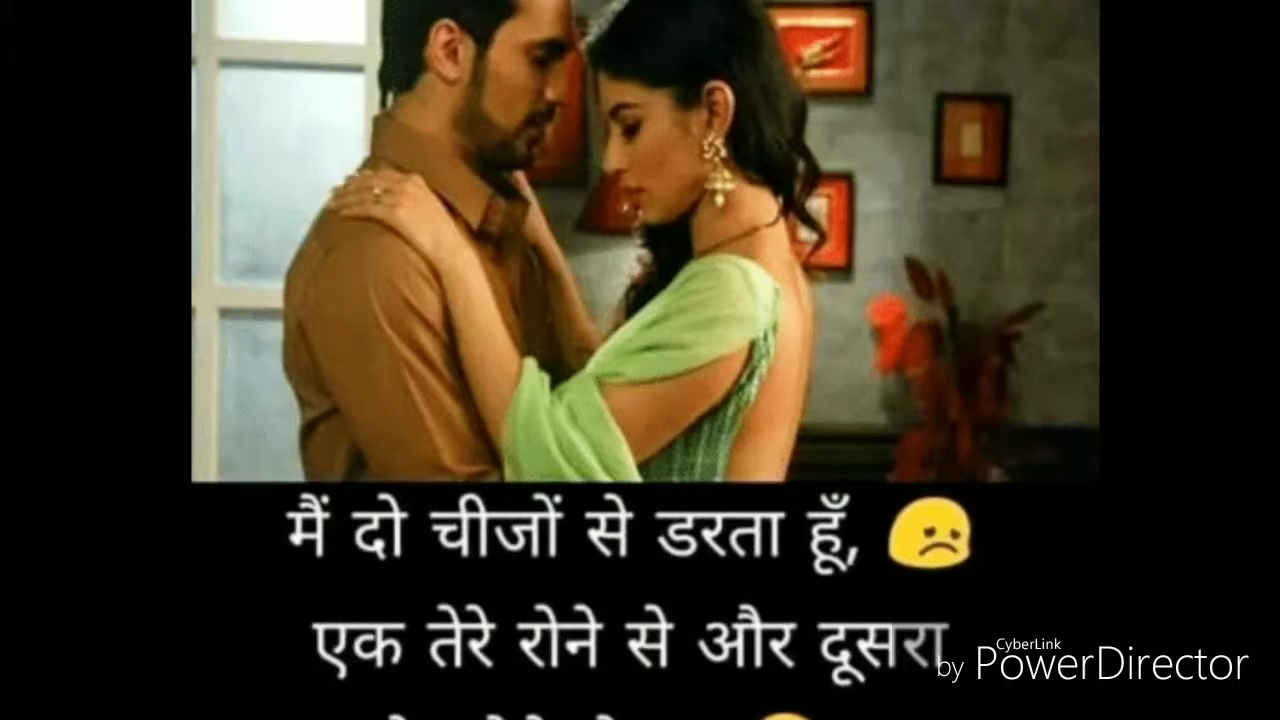 मैं दो चीजों से डरता हूँ, 😞
एक तेरे रोने से और दूसरा
CyberLink
by PowerDirector